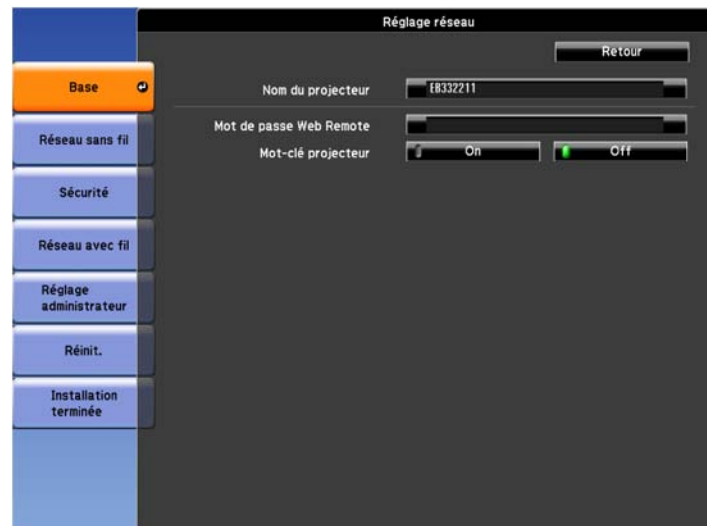 Réglage réseau
Retour
Base
Nom du projecteur EB332211
Mot de passe Web Remote
Réseau sans fil
Mot-clé projecteur On Off
Sécurité
Réseau avec fil
Réglage
administrateur
Réinit.
Installation
terminée